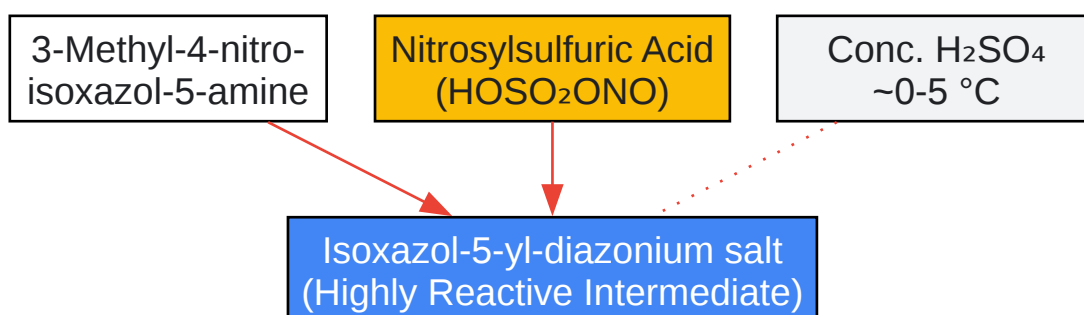 3-Methyl-4-nitro-
isoxazol-5-amine
Nitrosylsulfuric Acid
(HOSO₂ONO)
Conc. H₂SO₄
~0-5 °C
Isoxazol-5-yl-diazonium salt
(Highly Reactive Intermediate)